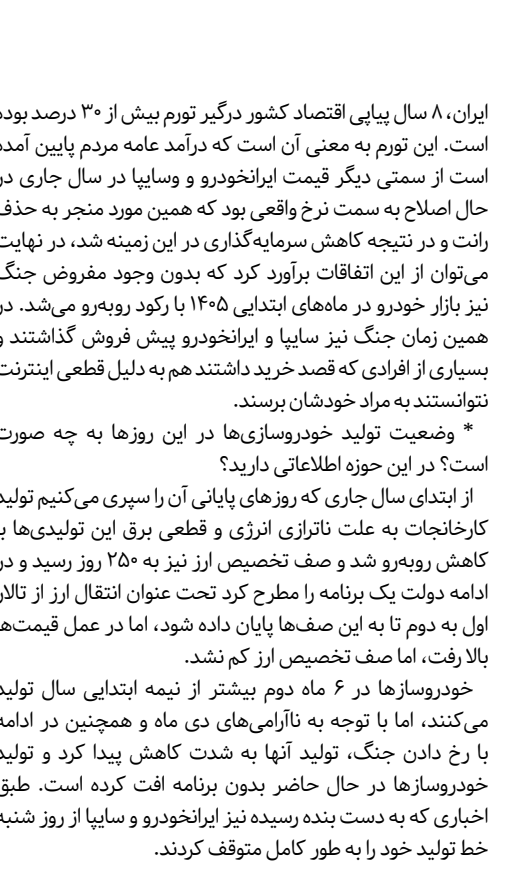 ایران، ۸ سال پیاپی اقتصاد کشور درگیر تورم بیش از ۳۰ درصد بوده
است. این تورم به معنی آن است که درآمد عامه مردم پایین آمده
است از سمتی دیگر قیمت ایرانخودرو و وسایپا در سال جاری در
حال اصلاح به سمت نرخ واقعی بود که همین مورد منجر به حذف
رانت و در نتیجه کاهش سرمایه‌گذاری در این زمینه شد، در نهایت
می‌توان از این اتفاقات برآورد کرد که بدون وجود مفروض جنگ
نیز بازار خودرو در ماه‌های ابتدایی ۱۴۰۵ با رکود روبه‌رو می‌شد. در
همین زمان جنگ نیز سایپا و ایرانخودرو پیش فروش گذاشتند و
بسیاری از افرادی که قصد خرید داشتند هم به دلیل قطعی اینترنت
نتوانستند به مراد خودشان برسند.
* وضعیت تولید خودروسازی‌ها در این روزها به چه صورت
است؟ در این حوزه اطلاعاتی دارید؟
از ابتدای سال جاری که روزهای پایانی آن را سپری می‌کنیم تولید
کارخانجات به علت ناترازی انرژی و قطعی برق این تولیدی‌ها با
کاهش روبه‌رو شد و صف تخصیص ارز نیز به ۲۵۰ روز رسید و در
ادامه دولت یک برنامه را مطرح کرد تحت عنوان انتقال ارز از تالار
اول به دوم تا به این صف‌ها پایان داده شود، اما در عمل قیمت‌ها
بالا رفت، اما صف تخصیص ارز کم نشد.
خودروسازها در ۶ ماه دوم بیشتر از نیمه ابتدایی سال تولید
می‌کنند، اما با توجه به ناآرامی‌های دی ماه و همچنین در ادامه
با رخ دادن جنگ، تولید آنها به شدت کاهش پیدا کرد و تولید
خودروسازها در حال حاضر بدون برنامه افت کرده است. طبق
اخباری که به دست بنده رسیده نیز ایرانخودرو و سایپا از روز شنبه
خط تولید خود را به طور کامل متوقف کردند.